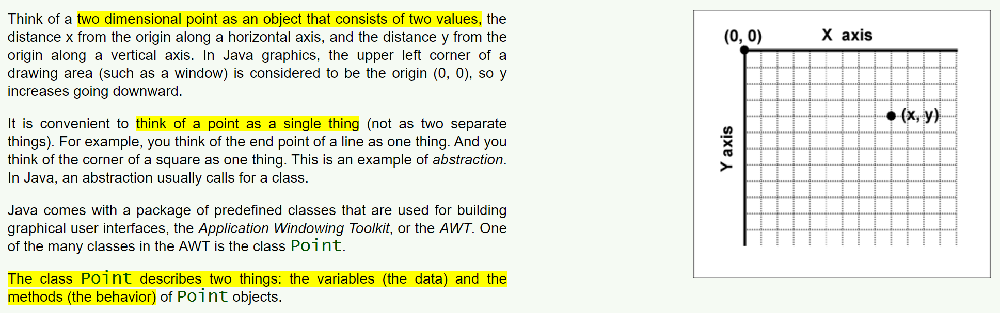 Think of a two dimensional point as an object that consists of two values, the
distance x from the origin along a horizontal axis, and the distance y from the
origin along a vertical axis. In Java graphics, the upper left corner of a
drawing area (such as a window) is considered to be the origin (0, 0), so y
increases going downward.
It is convenient to think of a point as a single thing (not as two separate
things). For example, you think of the end point of a line as one thing. And you
think of the corner of a square as one thing. This is an example of abstraction.
In Java, an abstraction usually calls for a class.
Java comes with a package of predefined classes that are used for building
graphical user interfaces, the Application Windowing Toolkit, or the AWT. One
of the many classes in the AWT is the class Point.
The class Point describes two things: the variables (the data) and the
methods (the behavior) of Point objects.
(0, 0)
X axis
(x, y)
Y axis